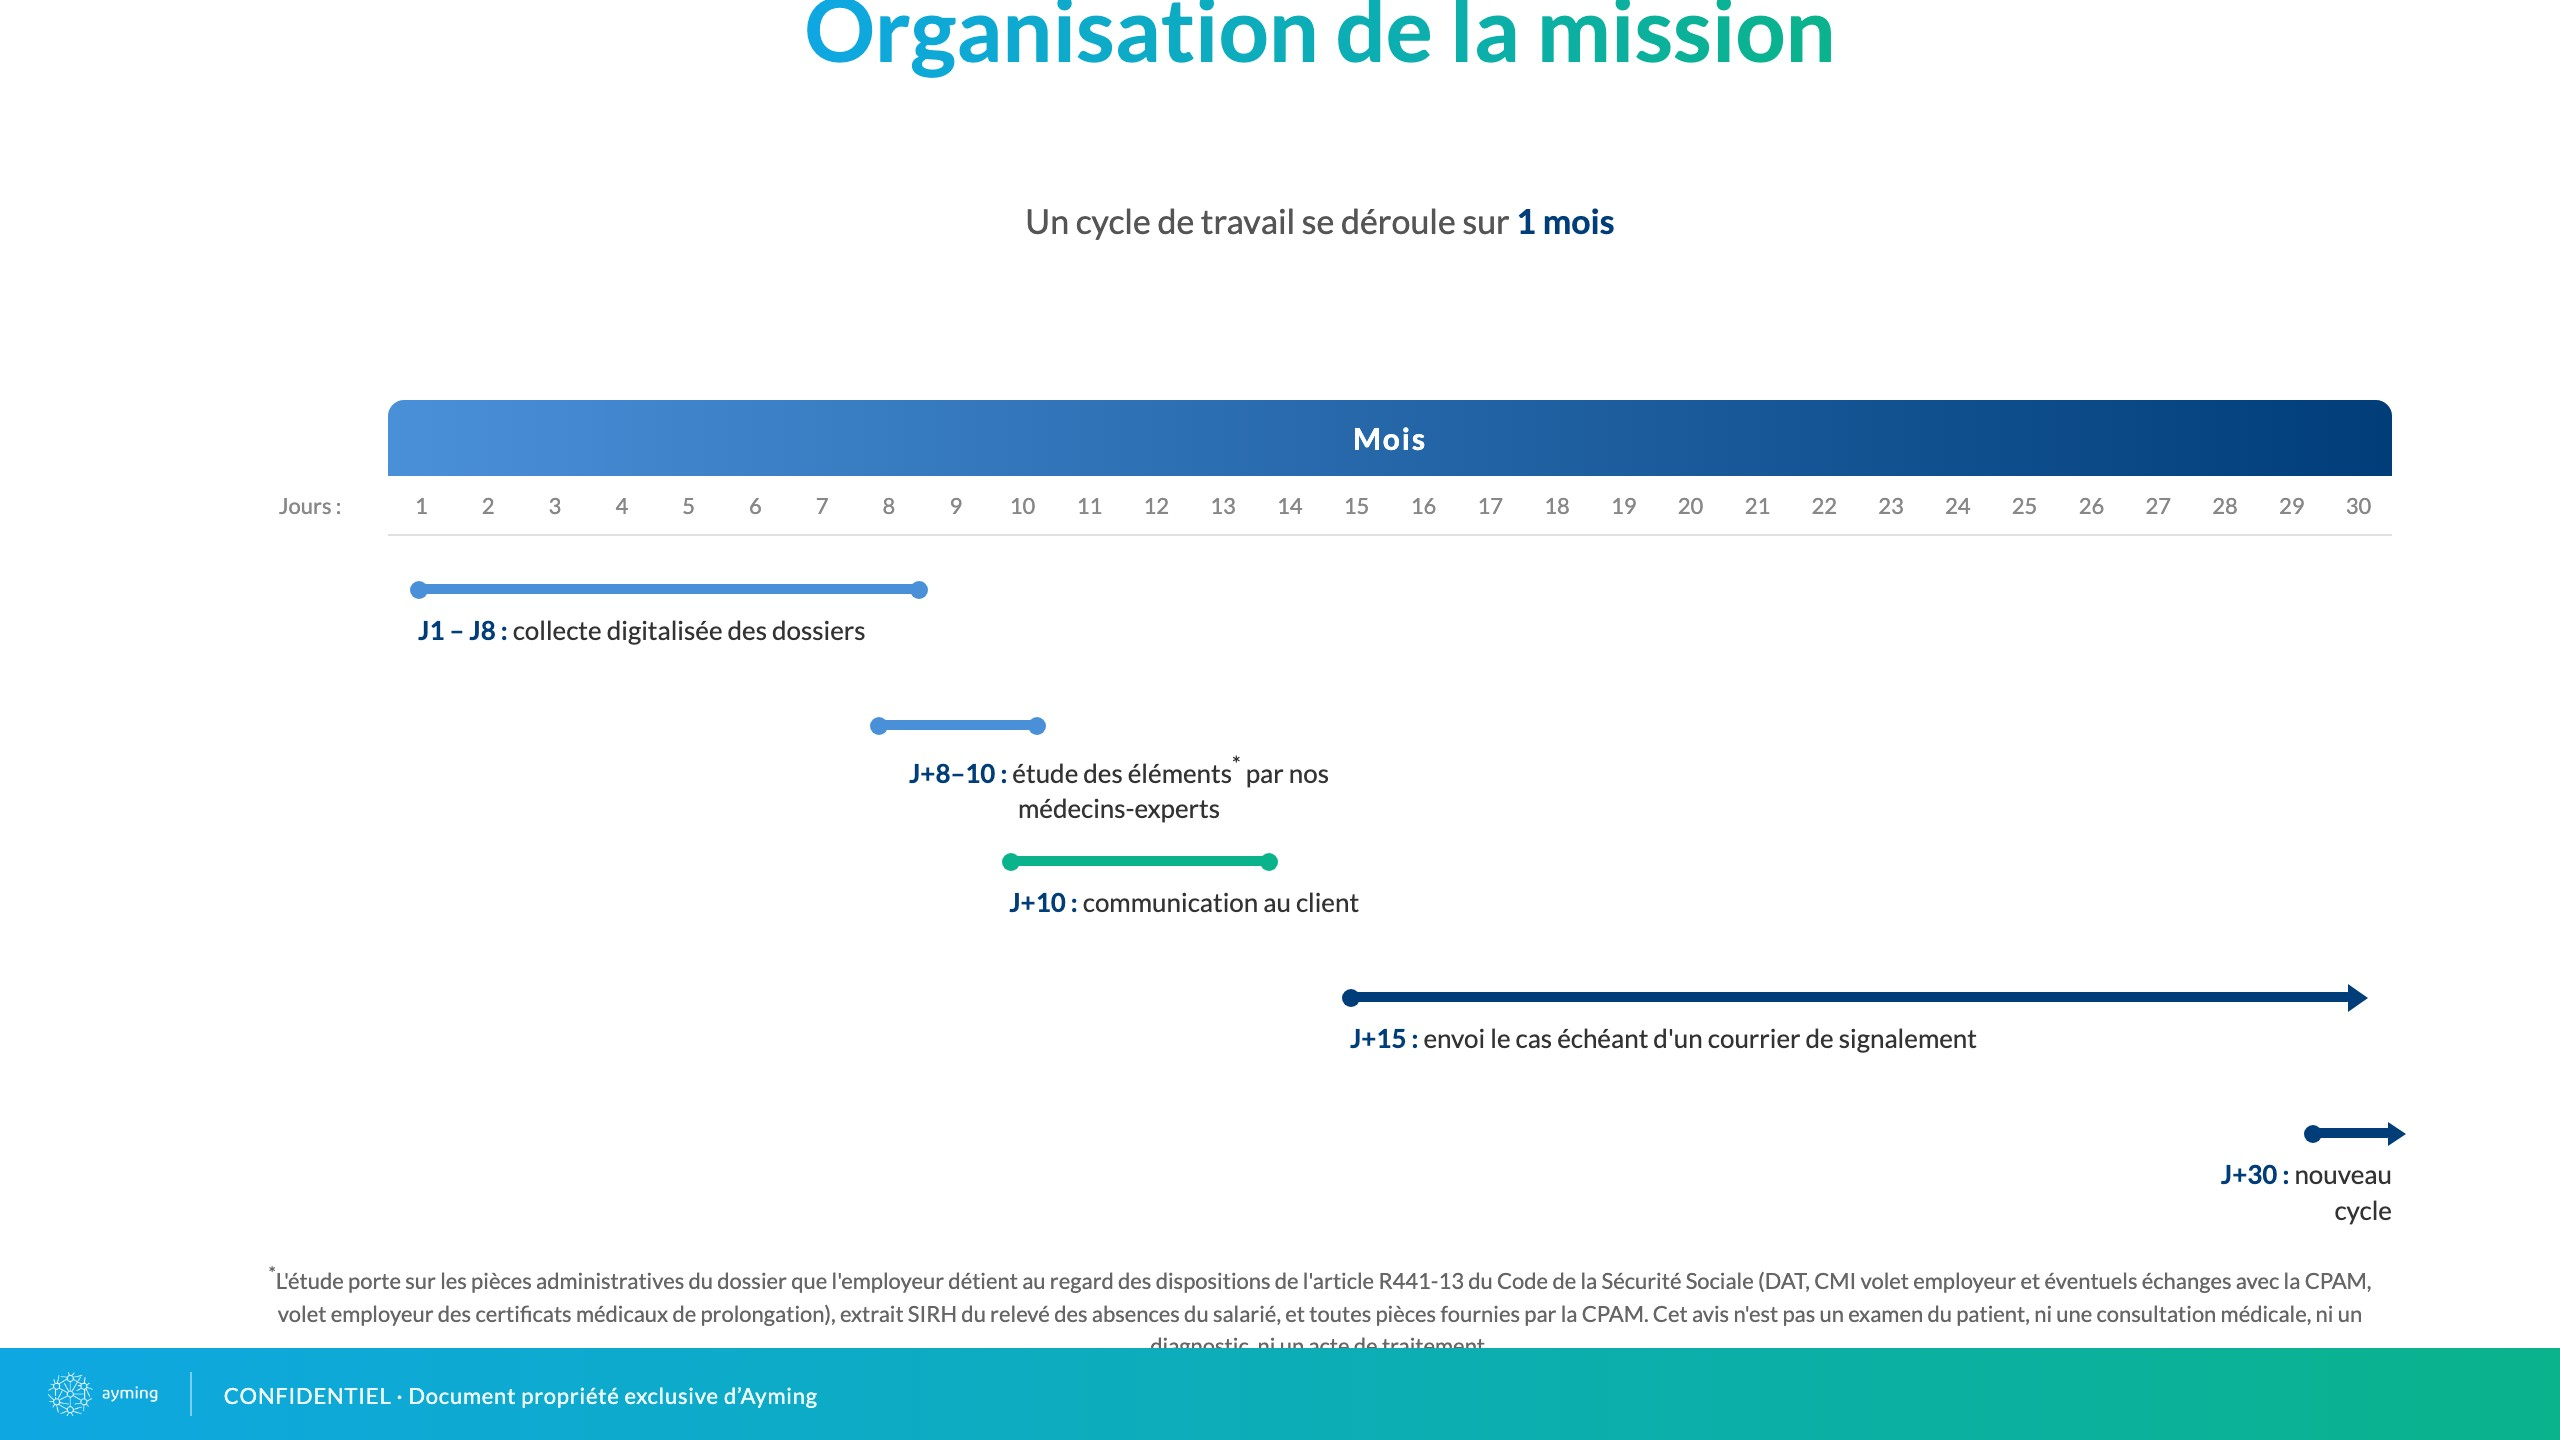 Organisation de la mission
Un cycle de travail se déroule sur 1 mois
Mois
Jours : 1 2 3 4 5 6 7 8 9 10 11 12 13 14 15 16 17 18 19 20 21 22 23 24 25 26 27 28 29 30
J1 – J8 : collecte digitalisée des dossiers
J+8–10 : étude des éléments* par nos
médecins-experts
J+10 : communication au client
J+15 : envoi le cas échéant d'un courrier de signalement
J+30 : nouveau
cycle
*L'étude porte sur les pièces administratives du dossier que l'employeur détient au regard des dispositions de l'article R441-13 du Code de la Sécurité Sociale (DAT, CMI volet employeur et éventuels échanges avec la CPAM,
volet employeur des certificats médicaux de prolongation), extrait SIRH du relevé des absences du salarié, et toutes pièces fournies par la CPAM. Cet avis n'est pas un examen du patient, ni une consultation médicale, ni un
diagnostic, ni un acte de traitement
ayming
CONFIDENTIEL · Document propriété exclusive d’Ayming